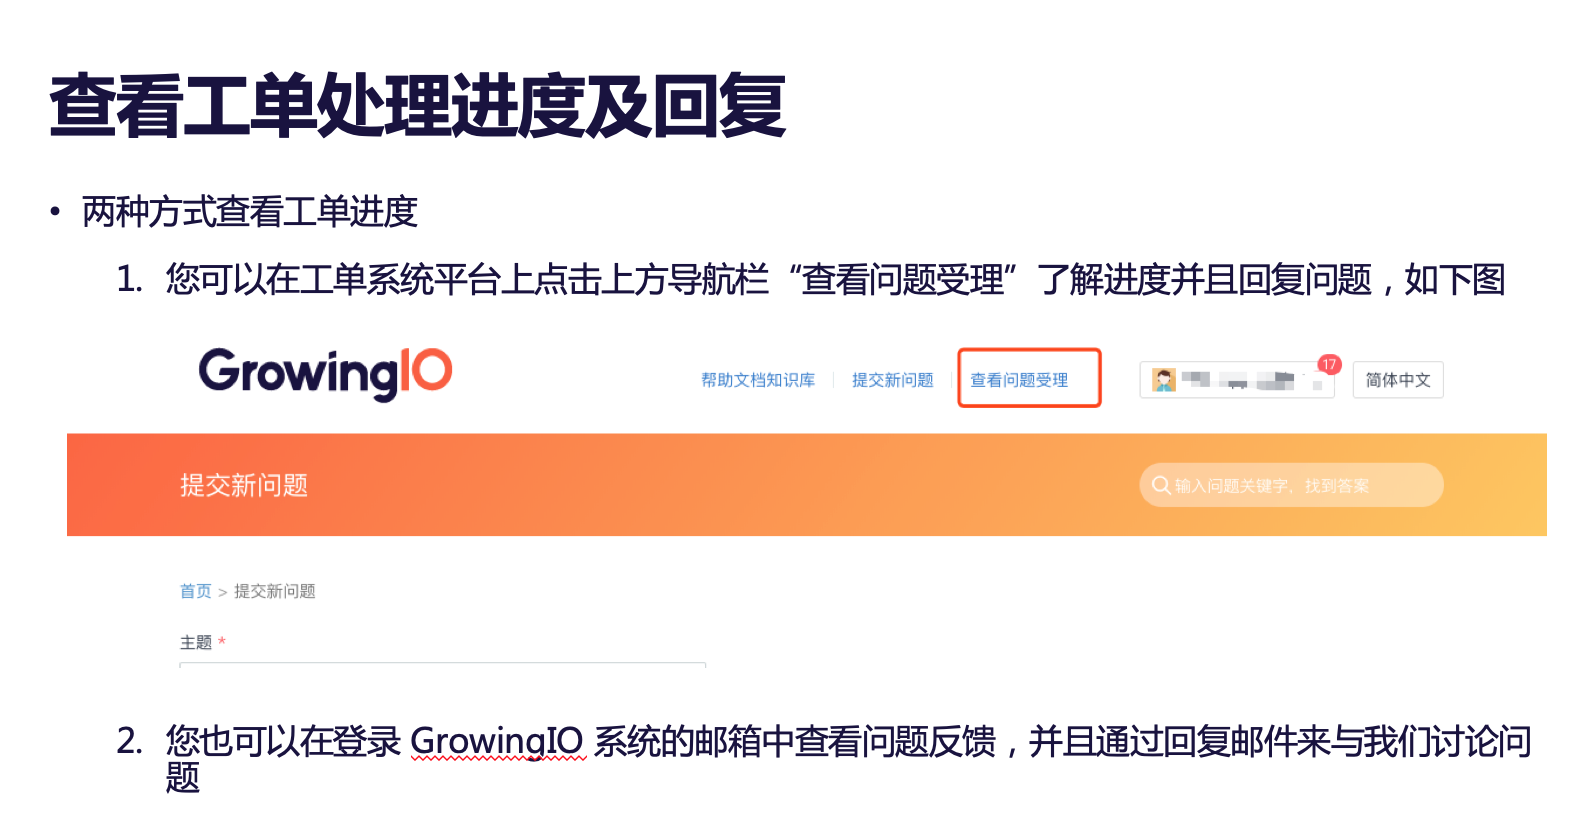 查看工单处理进度及回复
• 两种方式查看工单进度
1. 您可以在工单系统平台上点击上方导航栏“查看问题受理”了解进度并且回复问题，如下图
GrowingIO
帮助文档知识库 提交新问题 查看问题受理 17 简体中文
提交新问题 输入问题关键字，找到答案
首页 > 提交新问题
主题 *
2. 您也可以在登录 GrowingIO 系统的邮箱中查看问题反馈，并且通过回复邮件来与我们讨论问
题